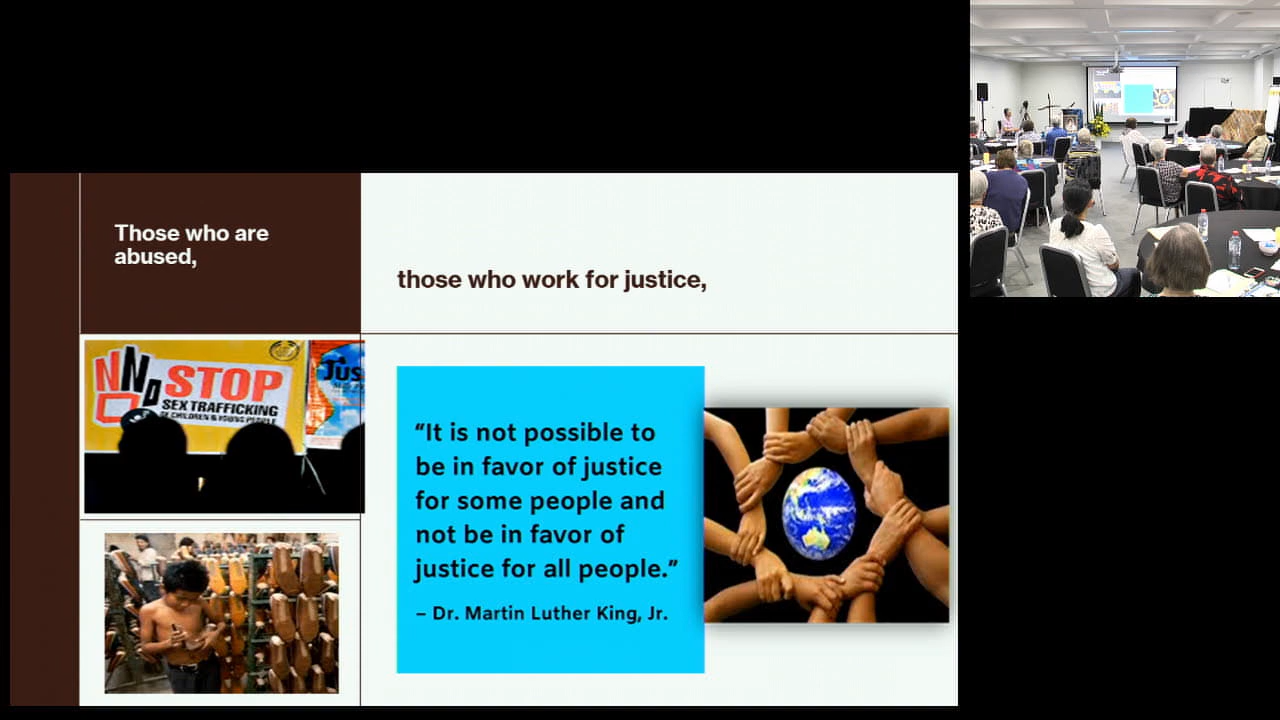 Those who are
abused,
those who work for justice,
STOP
SEX TRAFFICKING
OF CHILDREN & YOUNG PEOPLE
“It is not possible to
be in favor of justice
for some people and
not be in favor of
justice for all people.”
– Dr. Martin Luther King, Jr.